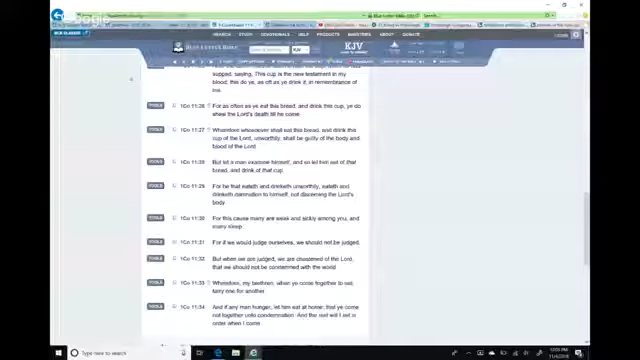 SEARCH STUDY DEVOTIONALS HELP PRODUCTS MINISTRIES ABOUT DONATE
BLUE LETTER BIBLE KJV KJV
supped, saying, This cup is the new testament in my
blood: this do ye, as oft as ye drink it, in remembrance of
me.
TOOLS 1Co 11:26 For as often as ye eat this bread, and drink this cup, ye do
shew the Lord's death till he come
TOOLS 1Co 11:27 Wherefore whosoever shall eat this bread, and drink this
cup of the Lord, unworthily, shall be guilty of the body and
blood of the Lord
TOOLS 1Co 11:28 But let a man examine himself, and so let him eat of that
bread, and drink of that cup.
TOOLS 1Co 11:29 For he that eateth and drinketh unworthily, eateth and
drinketh damnation to himself, not discerning the Lord's
body
TOOLS 1Co 11:30 For this cause many are weak and sickly among you, and
many sleep.
TOOLS 1Co 11:31 For if we would judge ourselves, we should not be judged.
TOOLS 1Co 11:32 But when we are judged, we are chastened of the Lord,
that we should not be condemned with the world
TOOLS 1Co 11:33 Wherefore, my brethren, when ye come together to eat,
tarry one for another
TOOLS 1Co 11:34 And if any man hunger, let him eat at home; that ye come
not together unto condemnation. And the rest will I set in
order when I come
Type here to search